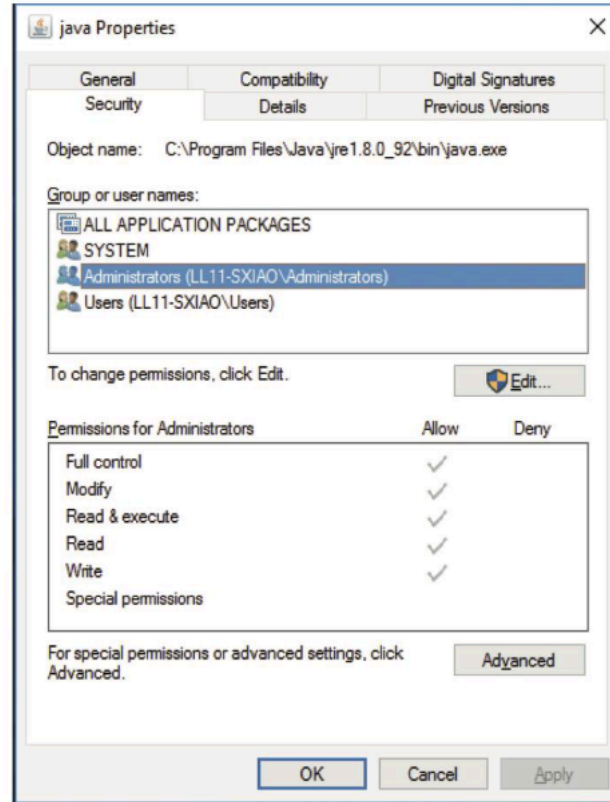 java Properties
General Compatibility Digital Signatures
Security Details Previous Versions
Object name: C:\Program Files\Java\jre1.8.0_92\bin\java.exe
Group or user names:
ALL APPLICATION PACKAGES
SYSTEM
Administrators (LL11-SXIAO\Administrators)
Users (LL11-SXIAO\Users)
To change permissions, click Edit.
Edit...
Permissions for Administrators Allow Deny
Full control
Modify
Read & execute
Read
Write
Special permissions
For special permissions or advanced settings, click
Advanced.
Advanced
OK Cancel Apply